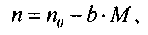 n = n₀ − b · M,